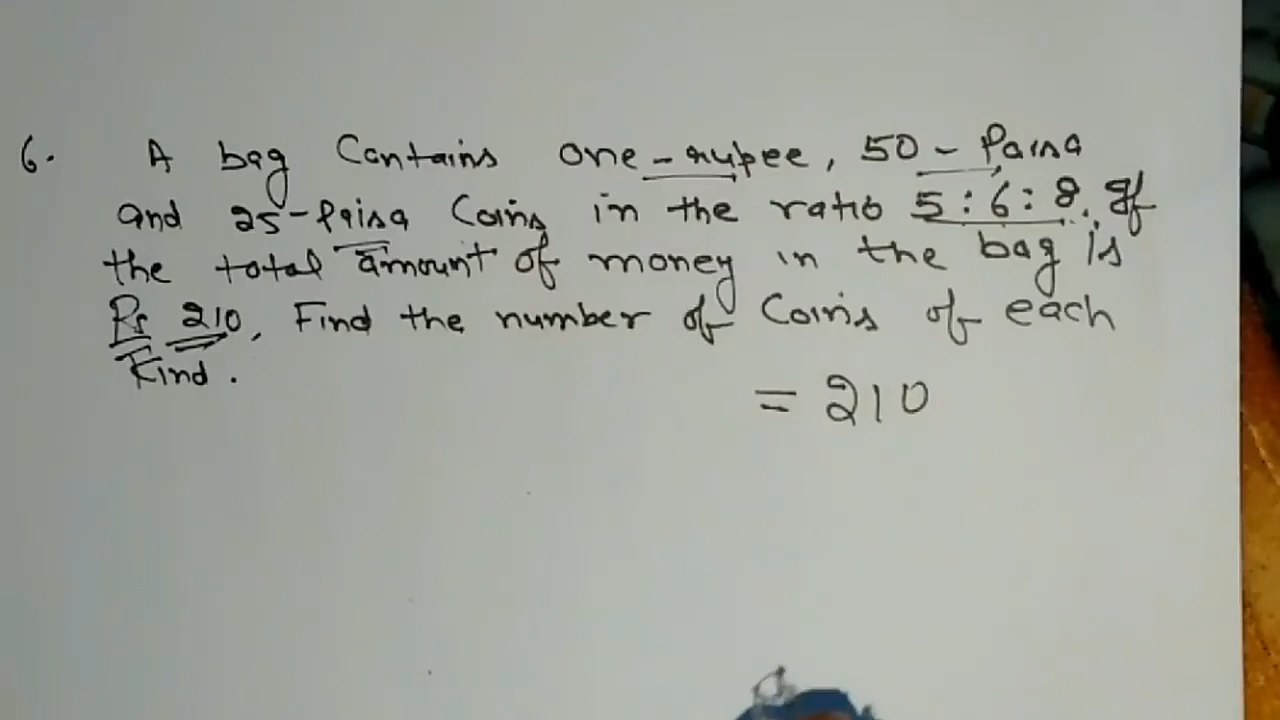 6. A bag Contains one-rupee, 50-Paisa
and 25-Paisa Coins in the ratio 5:6:8. If
the total amount of money in the bag is
Rs 210, Find the number of Coins of each
Kind.
= 210